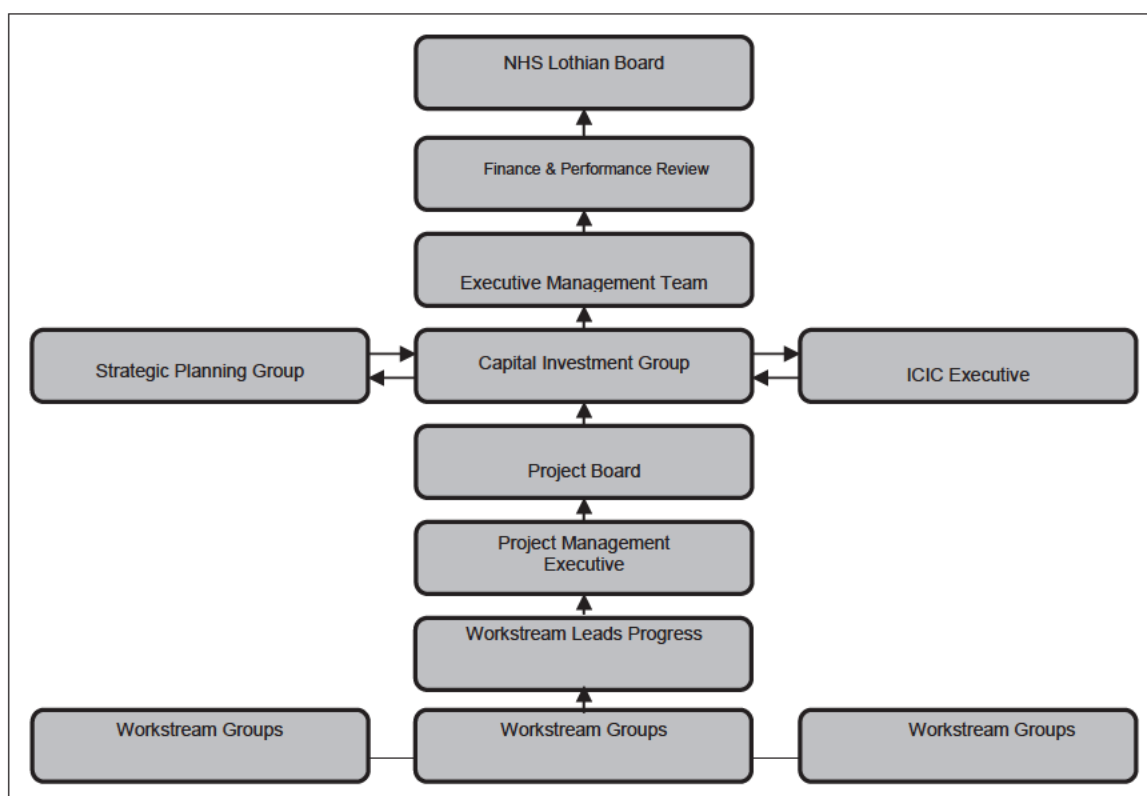 NHS Lothian Board
Finance & Performance Review
Executive Management Team
Strategic Planning Group
Capital Investment Group
ICIC Executive
Project Board
Project Management
Executive
Workstream Leads Progress
Workstream Groups
Workstream Groups
Workstream Groups